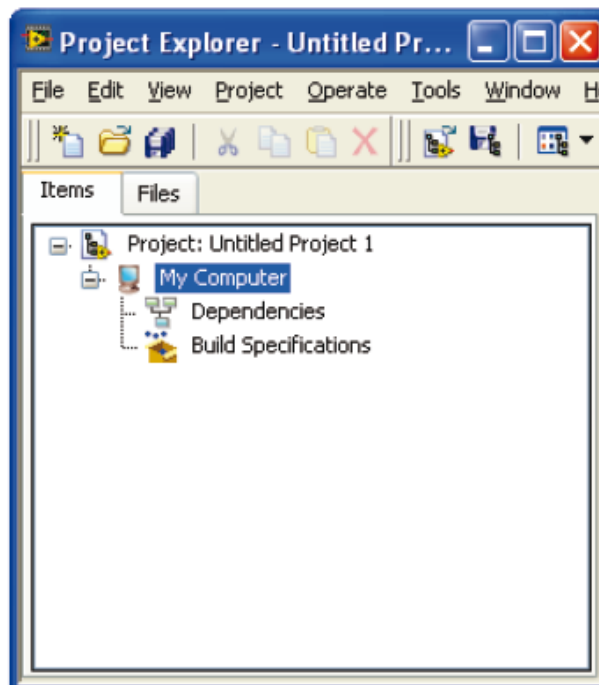 Project Explorer - Untitled Pr...
File Edit View Project Operate Tools Window H
Items Files
Project: Untitled Project 1
My Computer
Dependencies
Build Specifications